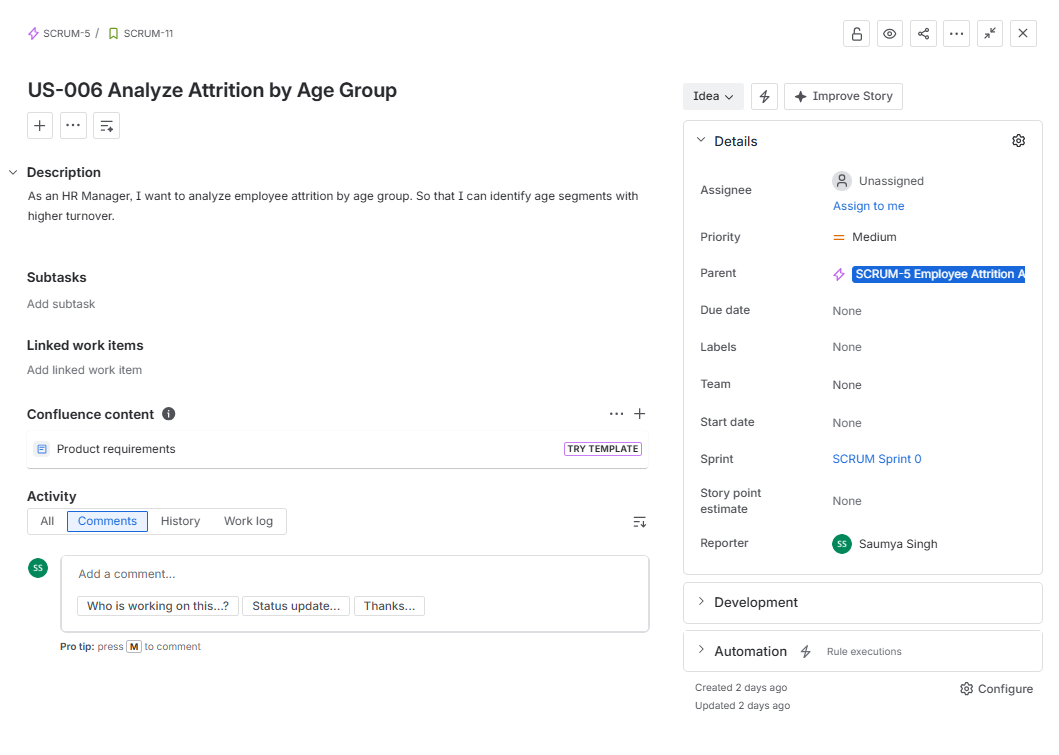 SCRUM-5 / SCRUM-11
US-006 Analyze Attrition by Age Group
Description
As an HR Manager, I want to analyze employee attrition by age group. So that I can identify age segments with
higher turnover.
Subtasks
Add subtask
Linked work items
Add linked work item
Confluence content
Product requirements TRY TEMPLATE
Activity
All Comments History Work log
SS
Add a comment...
Who is working on this...? Status update... Thanks...
Pro tip: press M to comment
Idea Improve Story
Details
Assignee Unassigned
Assign to me
Priority Medium
Parent SCRUM-5 Employee Attrition A
Due date None
Labels None
Team None
Start date None
Sprint SCRUM Sprint 0
Story point
estimate None
Reporter SS Saumya Singh
Development
Automation Rule executions
Created 2 days ago Configure
Updated 2 days ago